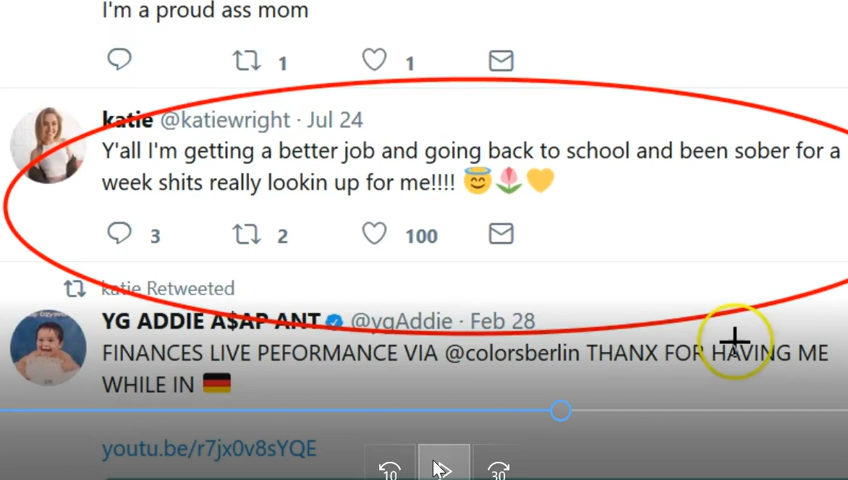 I'm a proud ass mom
1 1
katie @katiewright · Jul 24
Y'all I'm getting a better job and going back to school and been sober for a
week shits really lookin up for me!!!! 😇🌷💛
3 2 100
katie Retweeted
YG ADDIE A$AP ANT @ygAddie · Feb 28
FINANCES LIVE PEFORMANCE VIA @colorsberlin THANX FOR HAVING ME
WHILE IN 🇩🇪
youtu.be/r7jx0v8sYQE
10 30